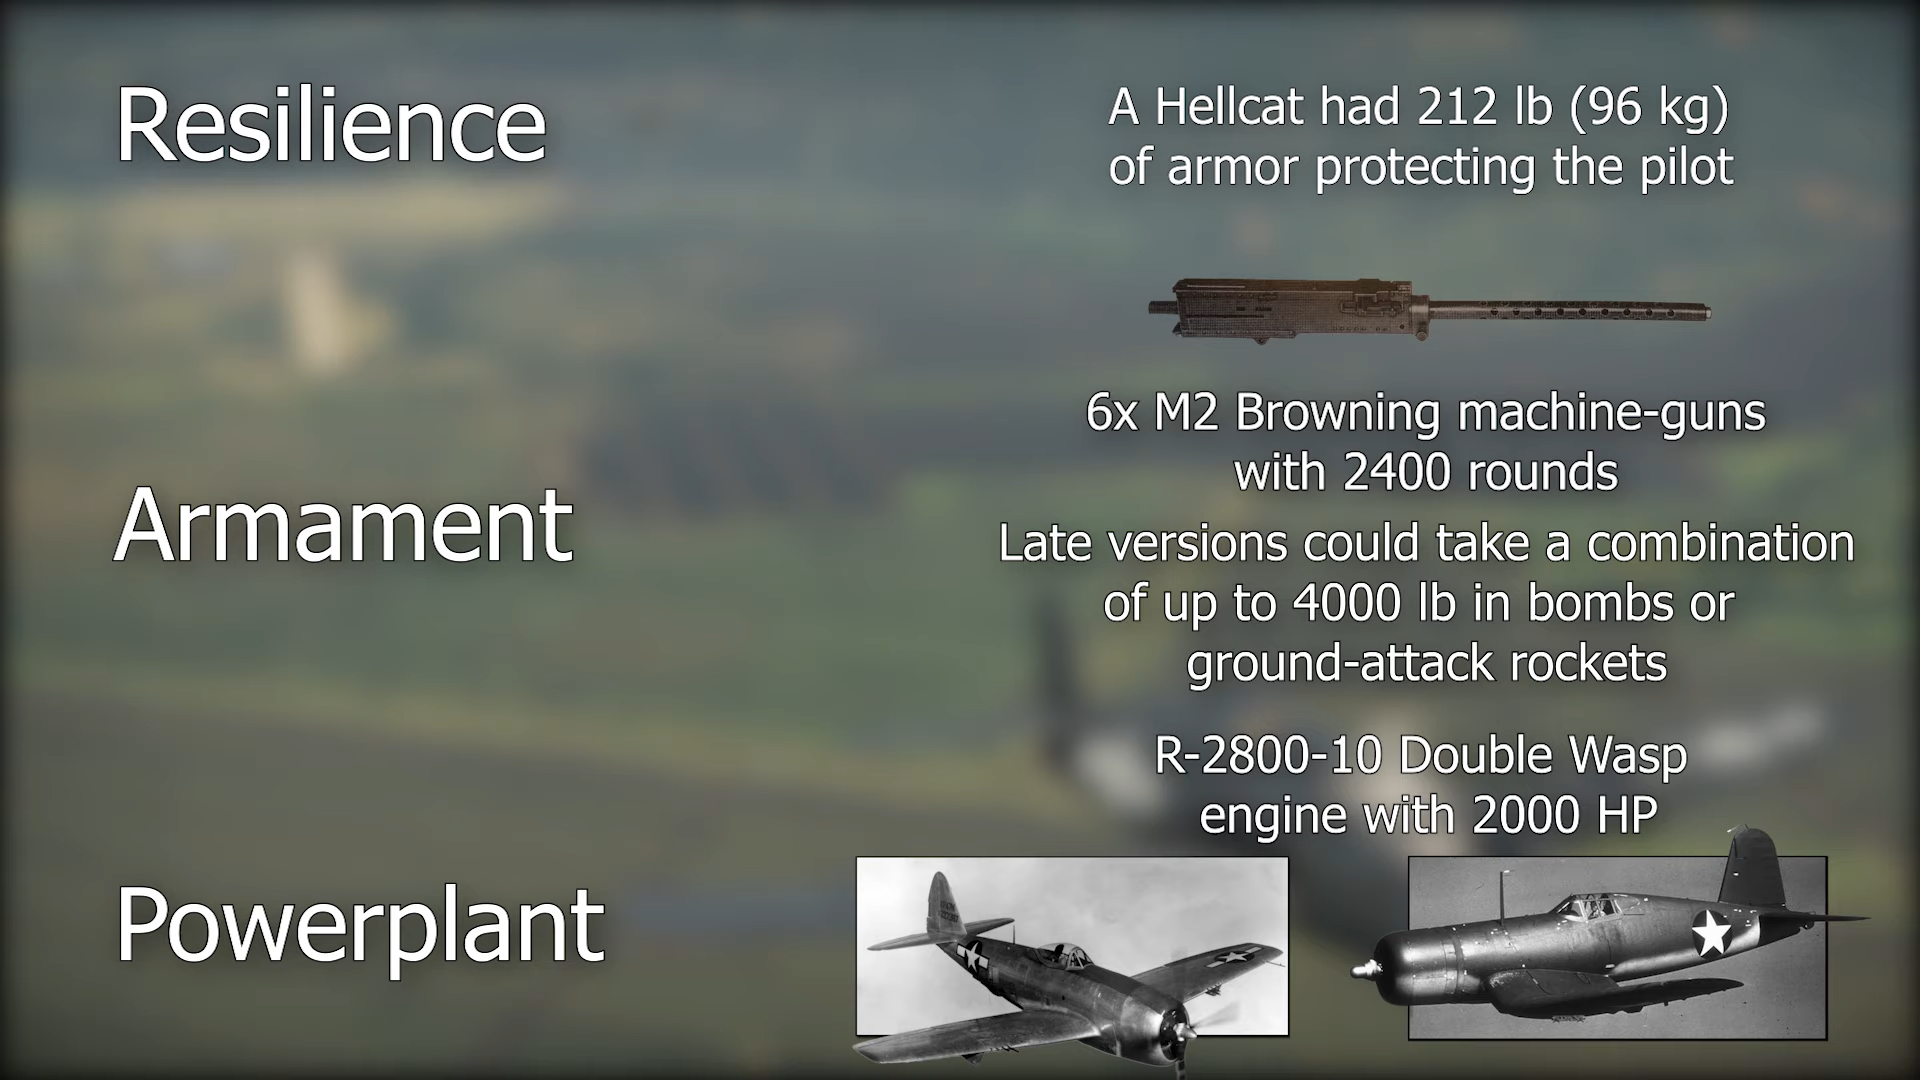 Resilience
A Hellcat had 212 lb (96 kg)
of armor protecting the pilot
Armament
6x M2 Browning machine-guns
with 2400 rounds
Late versions could take a combination
of up to 4000 lb in bombs or
ground-attack rockets
Powerplant
R-2800-10 Double Wasp
engine with 2000 HP